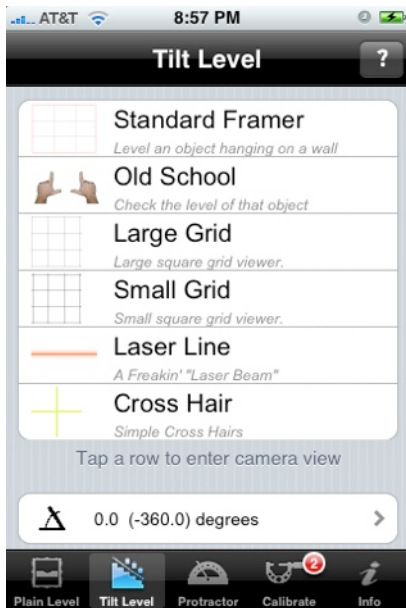 AT&T 8:57 PM
Tilt Level ?
Standard Framer
Level an object hanging on a wall
Old School
Check the level of that object
Large Grid
Large square grid viewer.
Small Grid
Small square grid viewer.
Laser Line
A Freakin' "Laser Beam"
Cross Hair
Simple Cross Hairs
Tap a row to enter camera view
0.0 (-360.0) degrees
2
Plain Level Tilt Level Protractor Calibrate Info